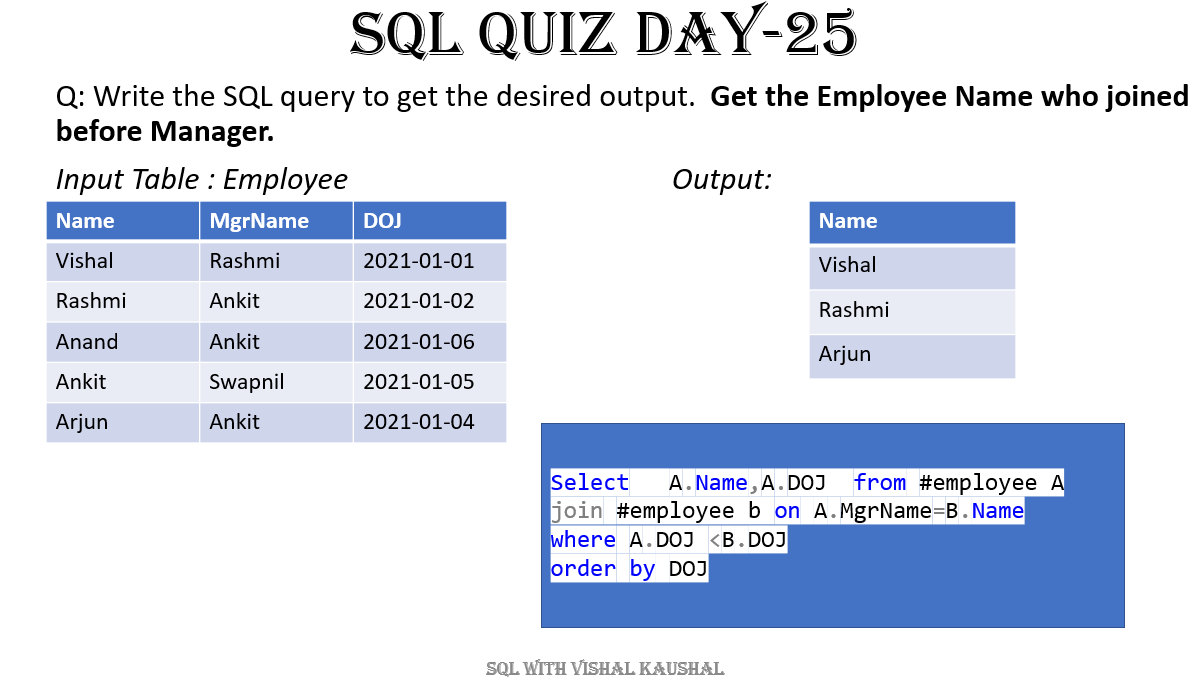 SQL QUIZ DAY-25
Q: Write the SQL query to get the desired output. Get the Employee Name who joined
before Manager.
Input Table : Employee
Output:
Name MgrName DOJ
Vishal Rashmi 2021-01-01
Rashmi Ankit 2021-01-02
Anand Ankit 2021-01-06
Ankit Swapnil 2021-01-05
Arjun Ankit 2021-01-04
Name
Vishal
Rashmi
Arjun
Select A.Name,A.DOJ from #employee A
join #employee b on A.MgrName=B.Name
where A.DOJ <B.DOJ
order by DOJ
SQL WITH VISHAL KAUSHAL